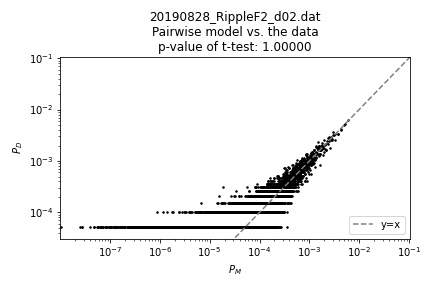 20190828_RippleF2_d02.dat
Pairwise model vs. the data
p-value of t-test: 1.00000
10⁻¹
10⁻²
10⁻³
10⁻⁴
P_D
y=x
10⁻⁷ 10⁻⁶ 10⁻⁵ 10⁻⁴ 10⁻³ 10⁻² 10⁻¹
P_M